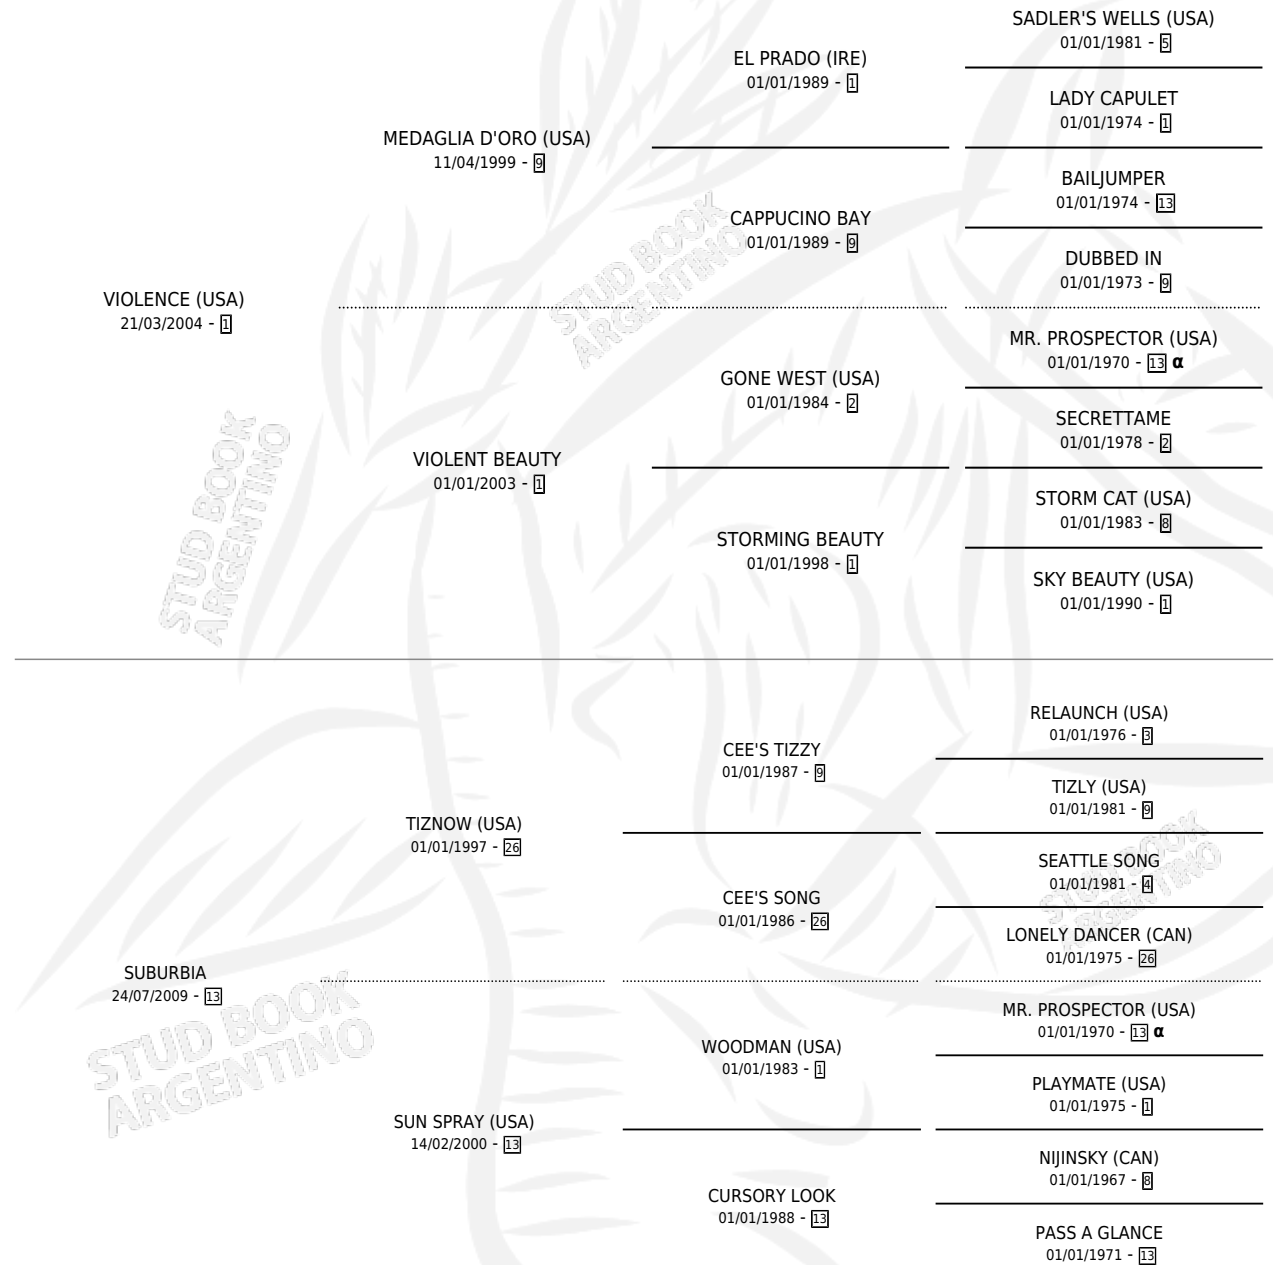 SADLER'S WELLS (USA)
01/01/1981 - 5
EL PRADO (IRE)
01/01/1989 - 1
LADY CAPULET
01/01/1974 - 1
MEDAGLIA D'ORO (USA)
11/04/1999 - 9
BAILJUMPER
01/01/1974 - 13
CAPPUCINO BAY
01/01/1989 - 9
DUBBED IN
01/01/1973 - 9
VIOLENCE (USA)
21/03/2004 - 1
MR. PROSPECTOR (USA)
01/01/1970 - 13 α
GONE WEST (USA)
01/01/1984 - 2
SECRETTAME
01/01/1978 - 2
VIOLENT BEAUTY
01/01/2003 - 1
STORM CAT (USA)
01/01/1983 - 8
STORMING BEAUTY
01/01/1998 - 1
SKY BEAUTY (USA)
01/01/1990 - 1
RELAUNCH (USA)
01/01/1976 - 3
CEE'S TIZZY
01/01/1987 - 9
TIZLY (USA)
01/01/1981 - 9
TIZNOW (USA)
01/01/1997 - 26
SEATTLE SONG
01/01/1981 - 4
CEE'S SONG
01/01/1986 - 26
LONELY DANCER (CAN)
01/01/1975 - 26
SUBURBIA
24/07/2009 - 13
MR. PROSPECTOR (USA)
01/01/1970 - 13 α
WOODMAN (USA)
01/01/1983 - 1
PLAYMATE (USA)
01/01/1975 - 1
SUN SPRAY (USA)
14/02/2000 - 13
NIJINSKY (CAN)
01/01/1967 - 8
CURSORY LOOK
01/01/1988 - 13
PASS A GLANCE
01/01/1971 - 13
STUD BOOK
ARGENTINO
STUD BOOK
ARGENTINO
STUD BOOK
ARGENTINO
STUD BOOK
ARGENTINO